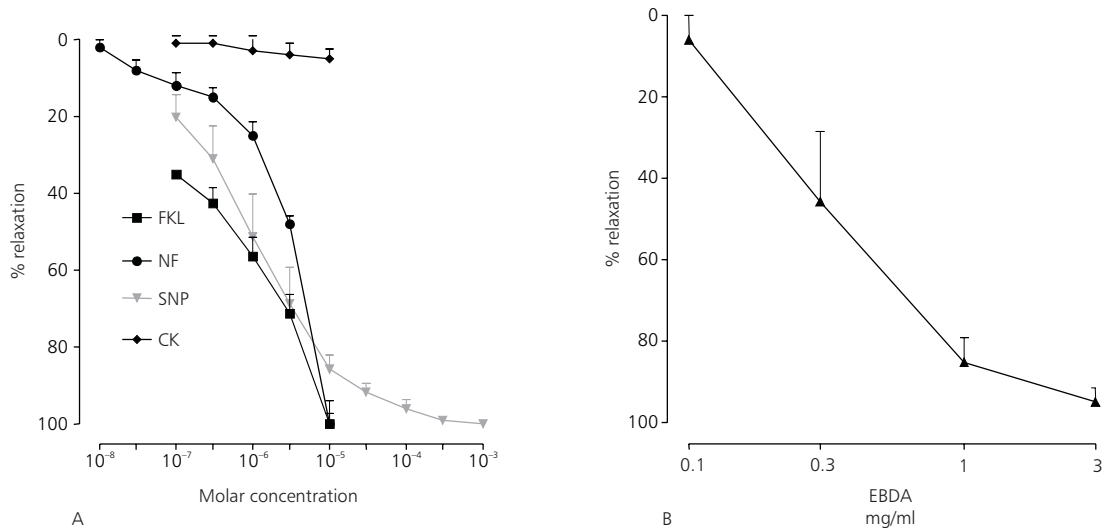 0
20
40
60
80
100
% relaxation
FKL
NF
SNP
CK
10⁻⁸ 10⁻⁷ 10⁻⁶ 10⁻⁵ 10⁻⁴ 10⁻³
Molar concentration
A
0
20
40
60
80
100
% relaxation
0.1 0.3 1 3
EBDA
mg/ml
B